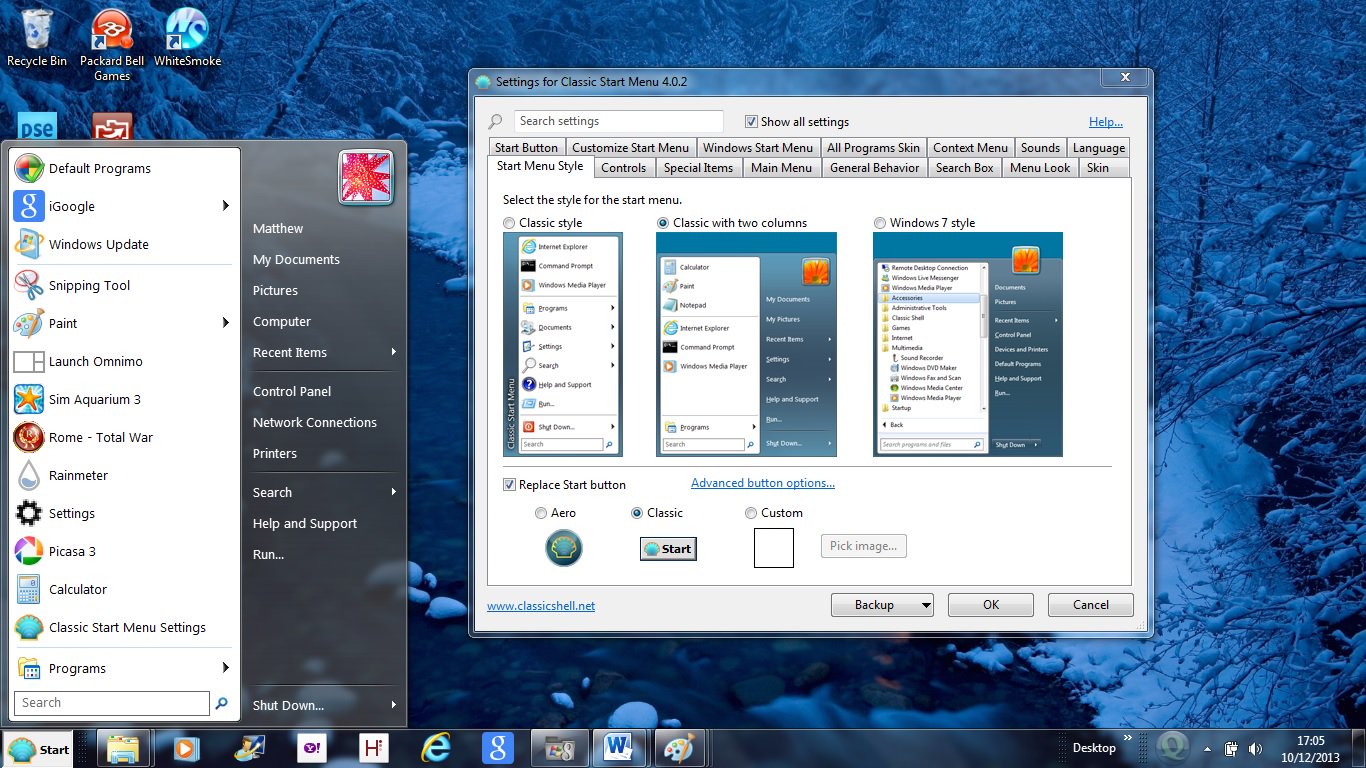 Recycle Bin
Packard Bell
Games
WhiteSmoke
pse
Default Programs
iGoogle
Windows Update
Snipping Tool
Paint
Launch Omnimo
Sim Aquarium 3
Rome - Total War
Rainmeter
Settings
Picasa 3
Calculator
Classic Start Menu Settings
Programs
Search
Matthew
My Documents
Pictures
Computer
Recent Items
Control Panel
Network Connections
Printers
Search
Help and Support
Run...
Shut Down...
Settings for Classic Start Menu 4.0.2
Search settings
Show all settings
Help...
Start Button
Customize Start Menu
Windows Start Menu
All Programs Skin
Context Menu
Sounds
Language
Start Menu Style
Controls
Special Items
Main Menu
General Behavior
Search Box
Menu Look
Skin
Select the style for the start menu.
Classic style
Classic with two columns
Windows 7 style
Internet Explorer
Command Prompt
Windows Media Player
Programs
Documents
Settings
Search
Help and Support
Run...
Shut Down...
Search
Classic Start Menu
Calculator
Paint
Notepad
Internet Explorer
Command Prompt
Windows Media Player
Programs
Search
My Documents
My Pictures
Recent Items
Settings
Search
Help and Support
Run...
Shut Down...
Remote Desktop Connection
Windows Live Messenger
Windows Media Player
Accessories
Administrative Tools
Classic Shell
Games
Internet
Multimedia
Sound Recorder
Windows DVD Maker
Windows Fax and Scan
Windows Media Center
Windows Media Player
Startup
Back
Search programs and files
Documents
Pictures
Recent Items
Control Panel
Devices and Printers
Default Programs
Help and Support
Run...
Shut Down
Replace Start button
Advanced button options...
Aero
Classic
Custom
Start
Pick image...
www.classicshell.net
Backup
OK
Cancel
Start
Desktop
17:05
10/12/2013